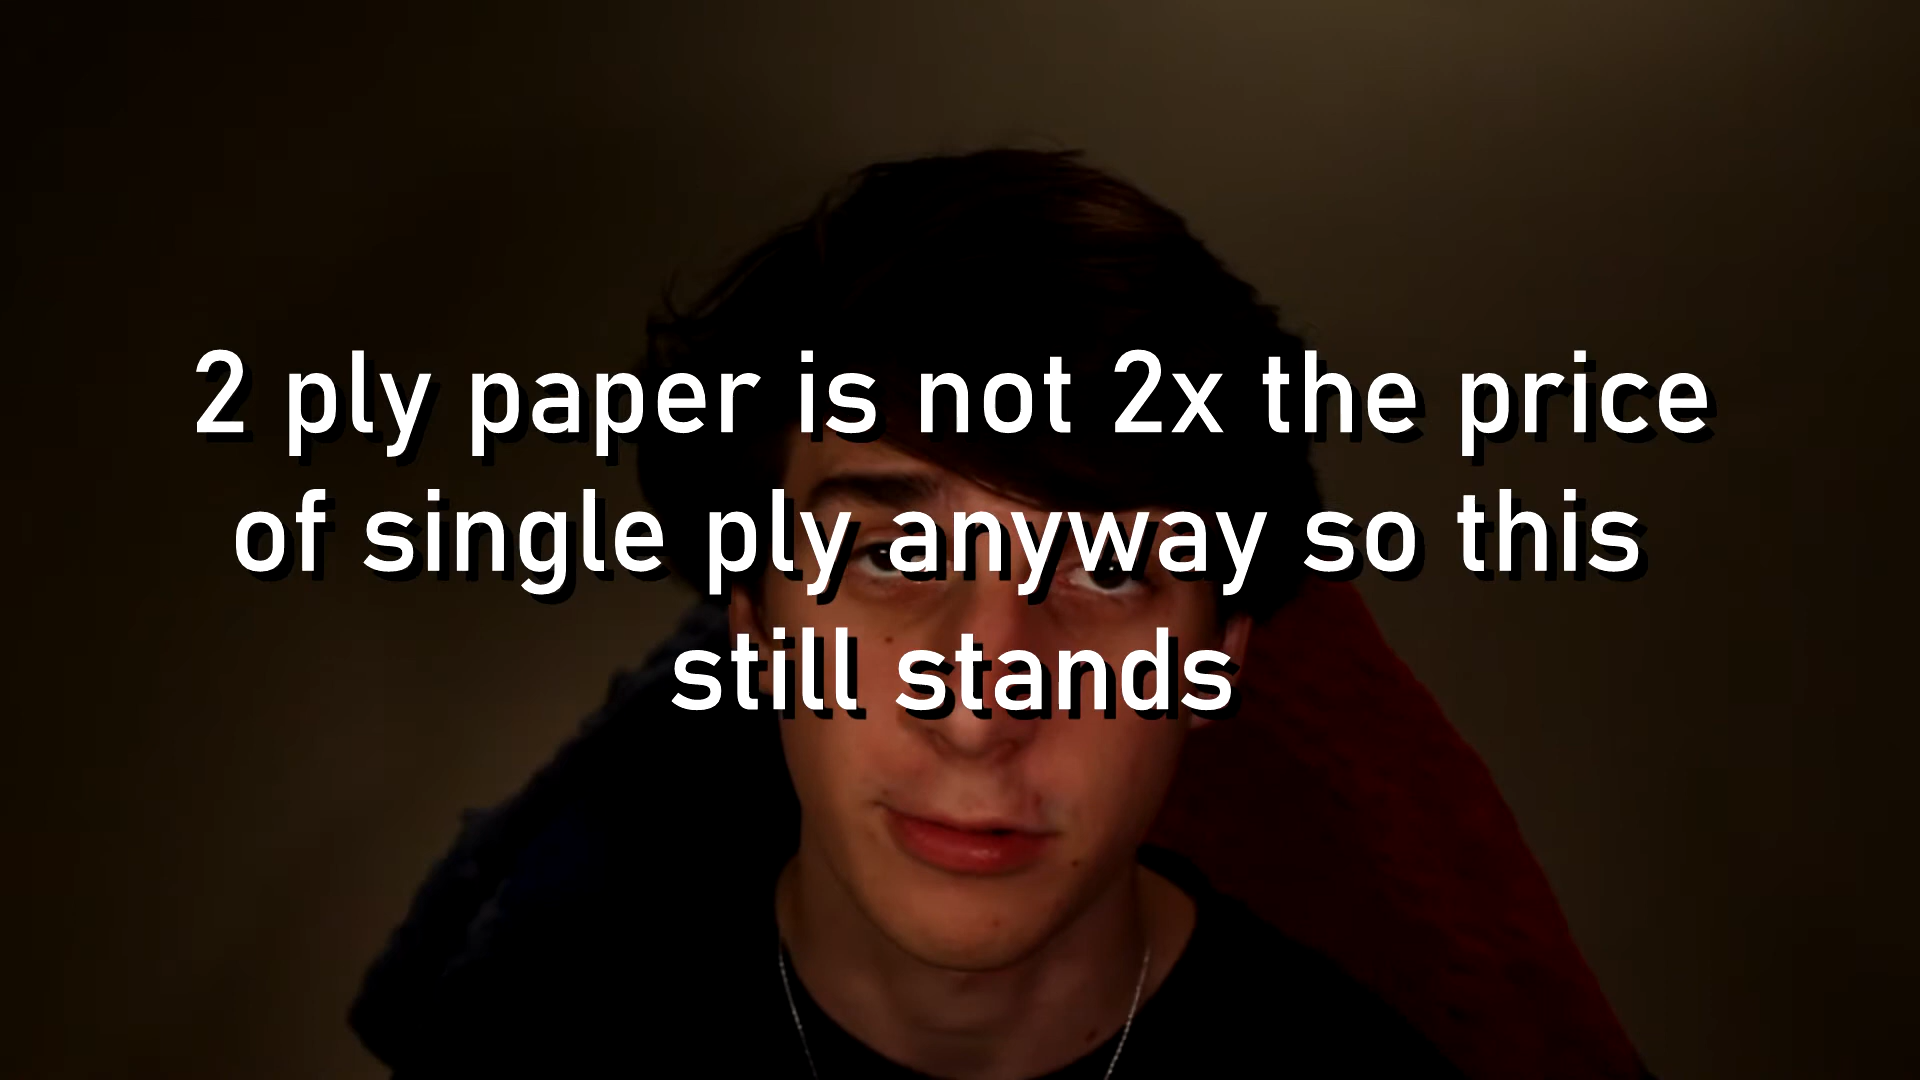 2 ply paper is not 2x the price
of single ply anyway so this
still stands